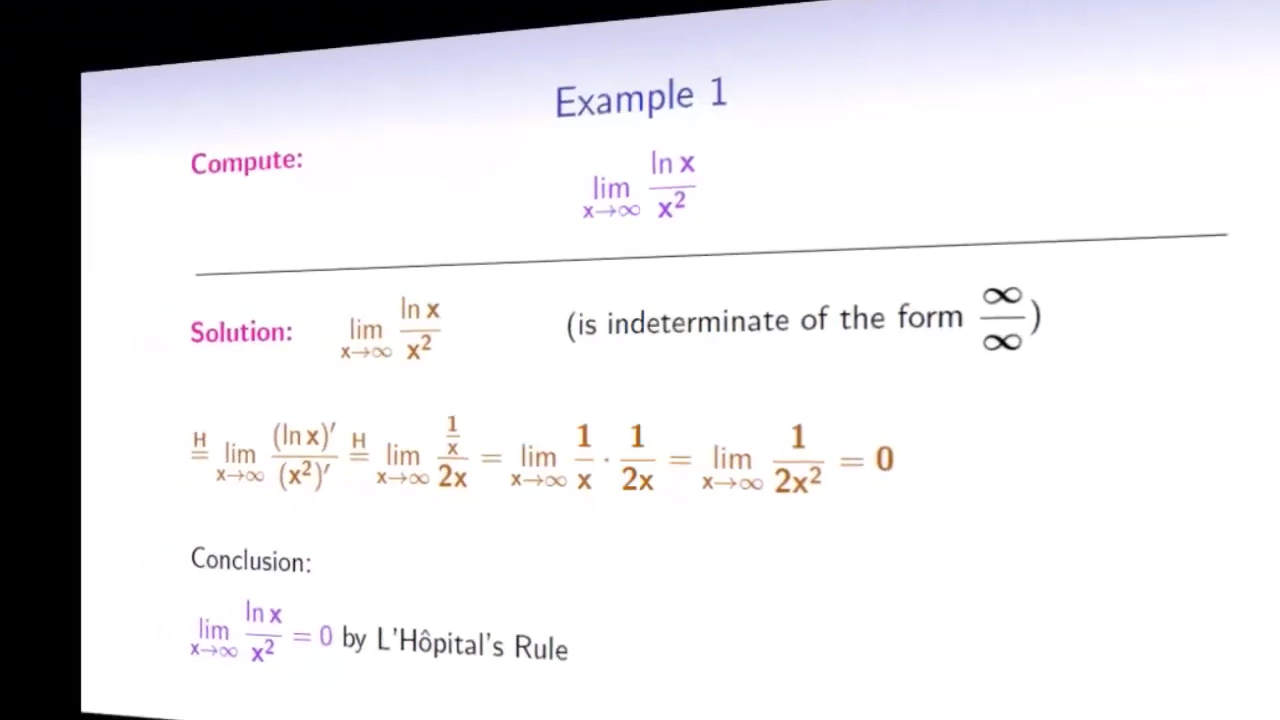 Example 1
Compute: lim x→∞ ln x / x²
Solution: lim x→∞ ln x / x² (is indeterminate of the form ∞/∞)
H= lim x→∞ (ln x)′ / (x²)′ H= lim x→∞ (1/x) / 2x = lim x→∞ 1/x · 1/2x = lim x→∞ 1/2x² = 0
Conclusion:
lim x→∞ ln x / x² = 0 by L'Hôpital's Rule